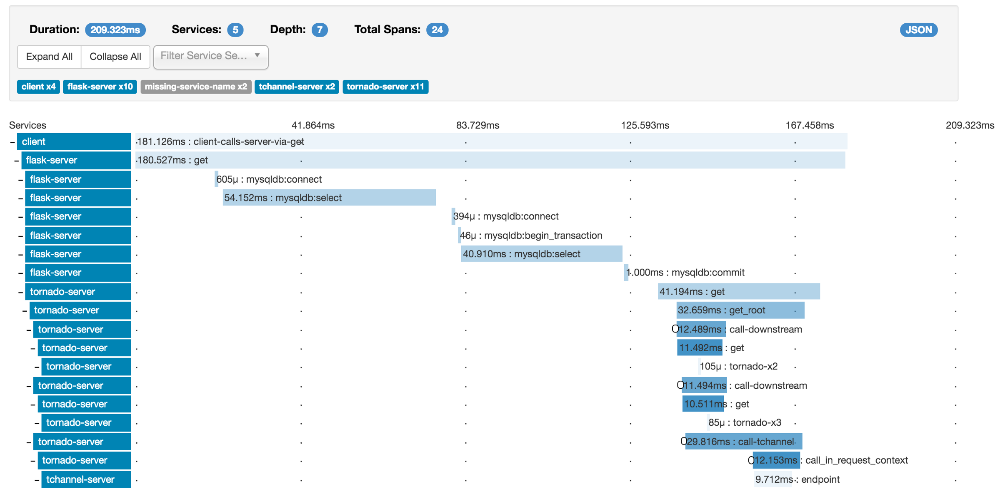 Duration: 209.323ms Services: 5 Depth: 7 Total Spans: 24 JSON
Expand All Collapse All Filter Service Se... ▼
client x4 flask-server x10 missing-service-name x2 tchannel-server x2 tornado-server x11
Services 41.864ms 83.729ms 125.593ms 167.458ms 209.323ms
– client 181.126ms : client-calls-server-via-get
– flask-server 180.527ms : get
– flask-server 605μ : mysqldb:connect
– flask-server 54.152ms : mysqldb:select
– flask-server 394μ : mysqldb:connect
– flask-server 46μ : mysqldb:begin_transaction
– flask-server 40.910ms : mysqldb:select
– flask-server 1.000ms : mysqldb:commit
– tornado-server 41.194ms : get
– tornado-server 32.659ms : get_root
– tornado-server 12.489ms : call-downstream
– tornado-server 11.492ms : get
– tornado-server 105μ : tornado-x2
– tornado-server 11.494ms : call-downstream
– tornado-server 10.511ms : get
– tornado-server 85μ : tornado-x3
– tornado-server 29.816ms : call-tchannel
– tornado-server 12.153ms : call_in_request_context
– tchannel-server 9.712ms : endpoint